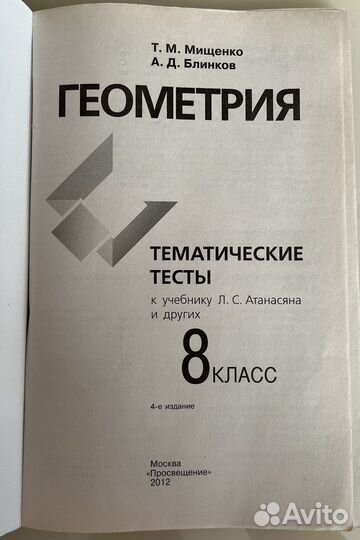 Т. М. Мищенко
А. Д. Блинков
ГЕОМЕТРИЯ
ТЕМАТИЧЕСКИЕ
ТЕСТЫ
к учебнику Л. С. Атанасяна
и других
8 КЛАСС
4-е издание
Москва
«Просвещение»
2012
Avito